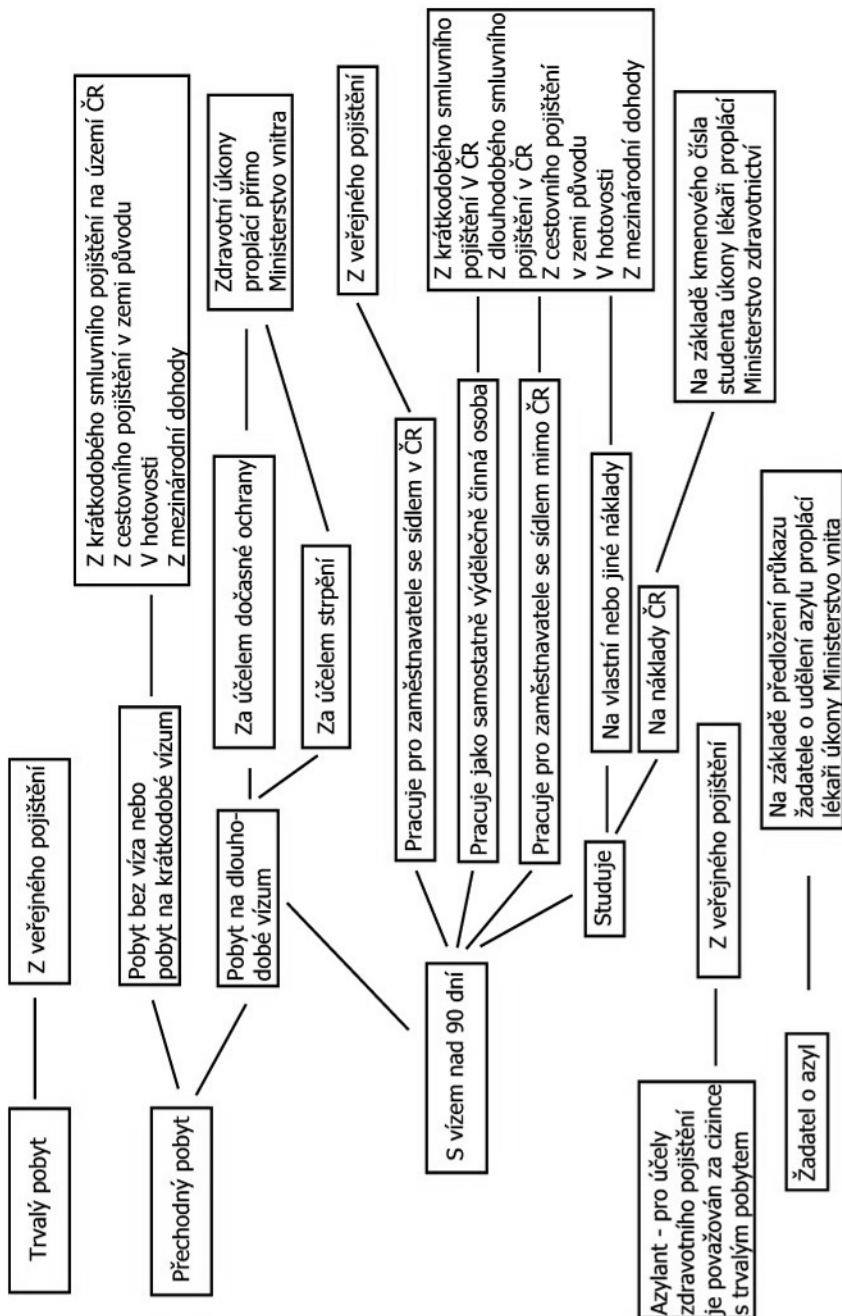 Trvalý pobyt
Z veřejného pojištění
Přechodný pobyt
Pobyt bez víza nebo
pobyt na krátkodobé vízum
Z krátkodobého smluvního pojištění na území ČR
Z cestovního pojištění v zemi původu
V hotovosti
Z mezinárodní dohody
Pobyt na dlouho-
dobé vízum
Za účelem dočasné ochrany
Za účelem strpění
Zdravotní úkony
proplácí přímo
Ministerstvo vnitra
S vízem nad 90 dní
Pracuje pro zaměstnavatele se sídlem v ČR
Z veřejného pojištění
Pracuje jako samostatně výdělečně činná osoba
Pracuje pro zaměstnavatele se sídlem mimo ČR
Z krátkodobého smluvního
pojištění V ČR
Z dlouhodobého smluvního
pojištění v ČR
Z cestovního pojištění
v zemi původu
V hotovosti
Z mezinárodní dohody
Studuje
Na vlastní nebo jiné náklady
Na náklady ČR
Na základě kmenového čísla
studenta úkony lékaři proplácí
Ministerstvo zdravotnictví
Azylant - pro účely
zdravotního pojištění
je považován za cizince
s trvalým pobytem
Z veřejného pojištění
Žadatel o azyl
Na základě předložení průkazu
žadatele o udělení azylu proplácí
lékaři úkony Ministerstvo vnita